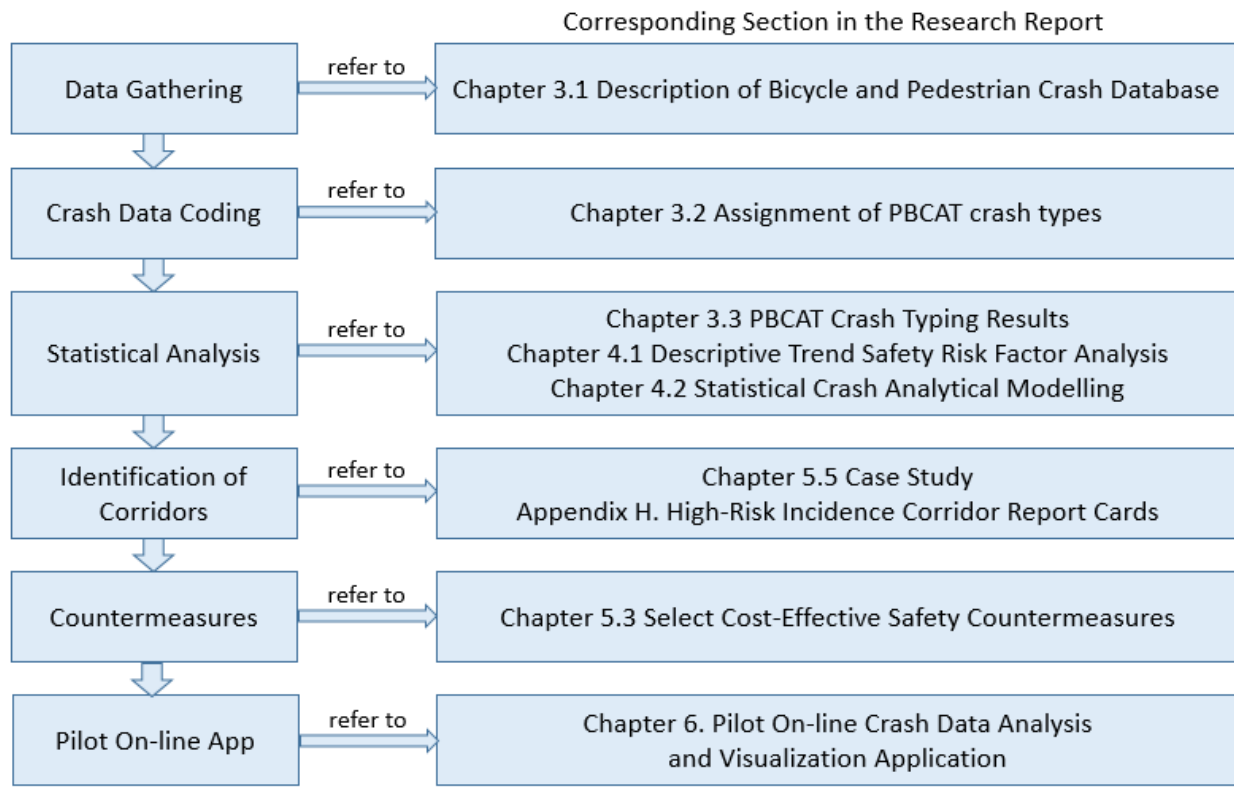 Corresponding Section in the Research Report
Data Gathering
refer to
Chapter 3.1 Description of Bicycle and Pedestrian Crash Database
Crash Data Coding
refer to
Chapter 3.2 Assignment of PBCAT crash types
Statistical Analysis
refer to
Chapter 3.3 PBCAT Crash Typing Results
Chapter 4.1 Descriptive Trend Safety Risk Factor Analysis
Chapter 4.2 Statistical Crash Analytical Modelling
Identification of
Corridors
refer to
Chapter 5.5 Case Study
Appendix H. High-Risk Incidence Corridor Report Cards
Countermeasures
refer to
Chapter 5.3 Select Cost-Effective Safety Countermeasures
Pilot On-line App
refer to
Chapter 6. Pilot On-line Crash Data Analysis
and Visualization Application